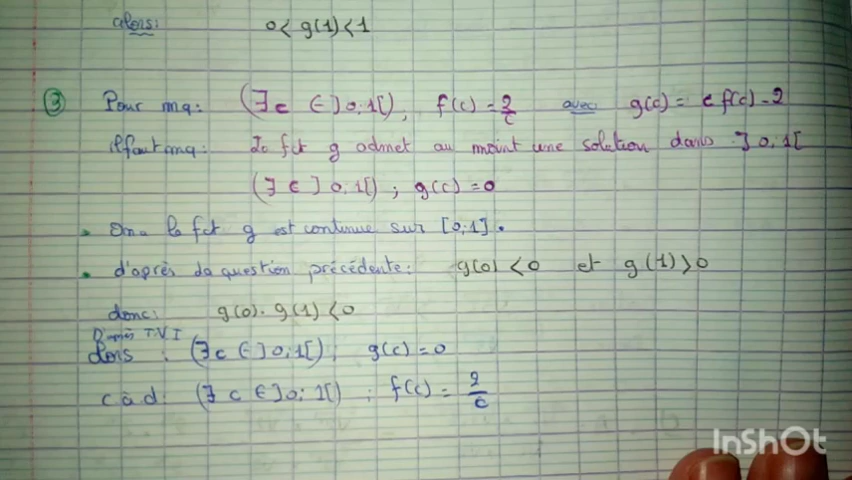 alors: 0 < g(1) < 1
③ Pour mq: (∃ c ∈ ]0;1[), f(c) = 2/c avec g(c) = c f(c) - 2
il faut mq: la fct g admet au moint une solution dans ]0,1[
(∃ ∈ ]0,1[) ; g(c) = 0
• On a la fct g est continue sur [0;1].
• d'après la question précédente: g(0) < 0 et g(1) > 0
donc: g(0) . g(1) < 0
D'après T.V.I
dons : (∃ c ∈ ]0;1[) ; g(c) = 0
c à d: (∃ c ∈ ]0; 1[) ; f(c) = 2/c
InShOt